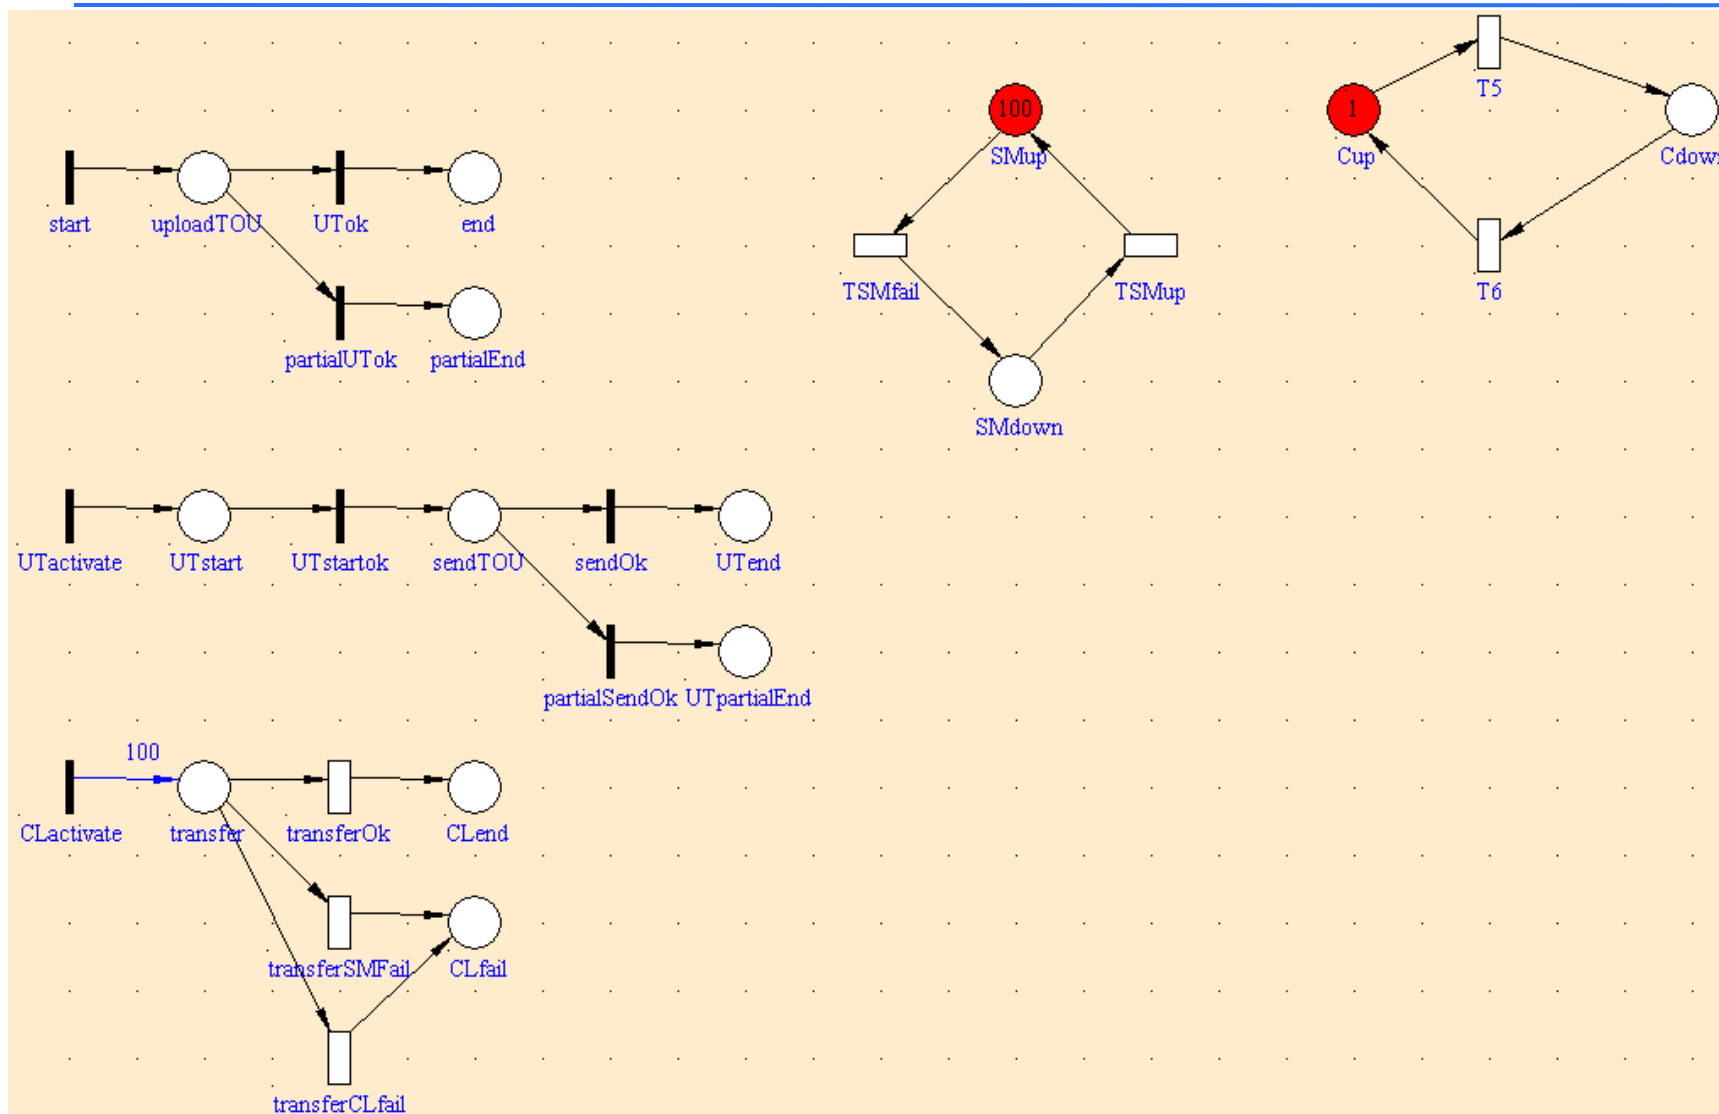 T5
100
1
SMup
Cup
Cdown
start
uploadTOU
UTok
end
TSMfail
TSMup
T6
partialUTok
partialEnd
SMdown
UTactivate
UTstart
UTstartok
sendTOU
sendOk
UTend
partialSendOk
UTpartialEnd
100
CLactivate
transfer
transferOk
CLend
transferSMFail
CLfail
transferCLfail